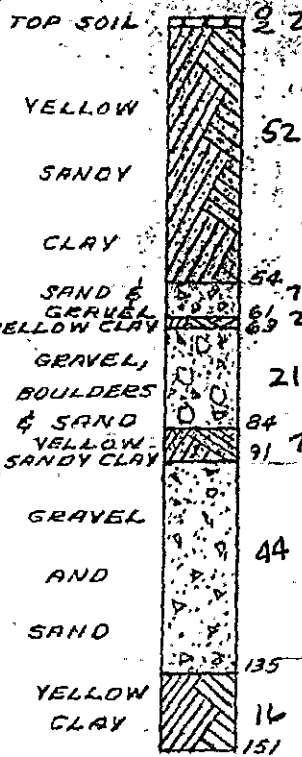 0
TOP SOIL 2 2
YELLOW
52
SANDY
CLAY
54
SAND & 7
GRAVEL 61
YELLOW CLAY 63 2
GRAVEL,
BOULDERS 21
& SAND 84
YELLOW 7
SANDY CLAY 91
GRAVEL
44
AND
SAND
135
YELLOW
16
CLAY
151